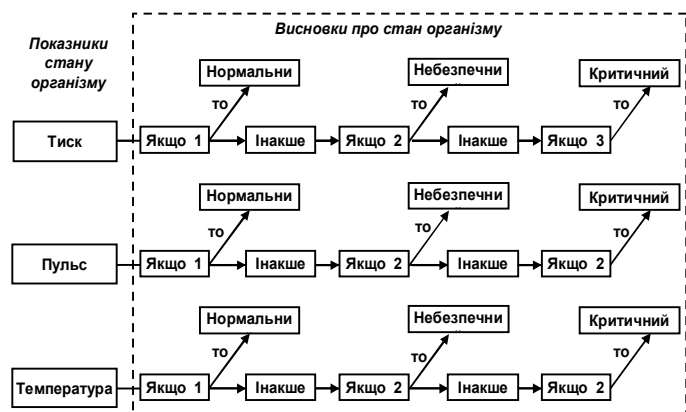 Показники
стану
організму
Висновки про стан організму
Нормальни
Небезпечни
Критичний
то
то
то
Тиск
Якщо 1
Інакше
Якщо 2
Інакше
Якщо 3
Нормальни
Небезпечни
Критичний
то
то
то
Пульс
Якщо 1
Інакше
Якщо 2
Інакше
Якщо 2
Нормальни
Небезпечни
Критичний
то
то
то
Температура
Якщо 1
Інакше
Якщо 2
Інакше
Якщо 2